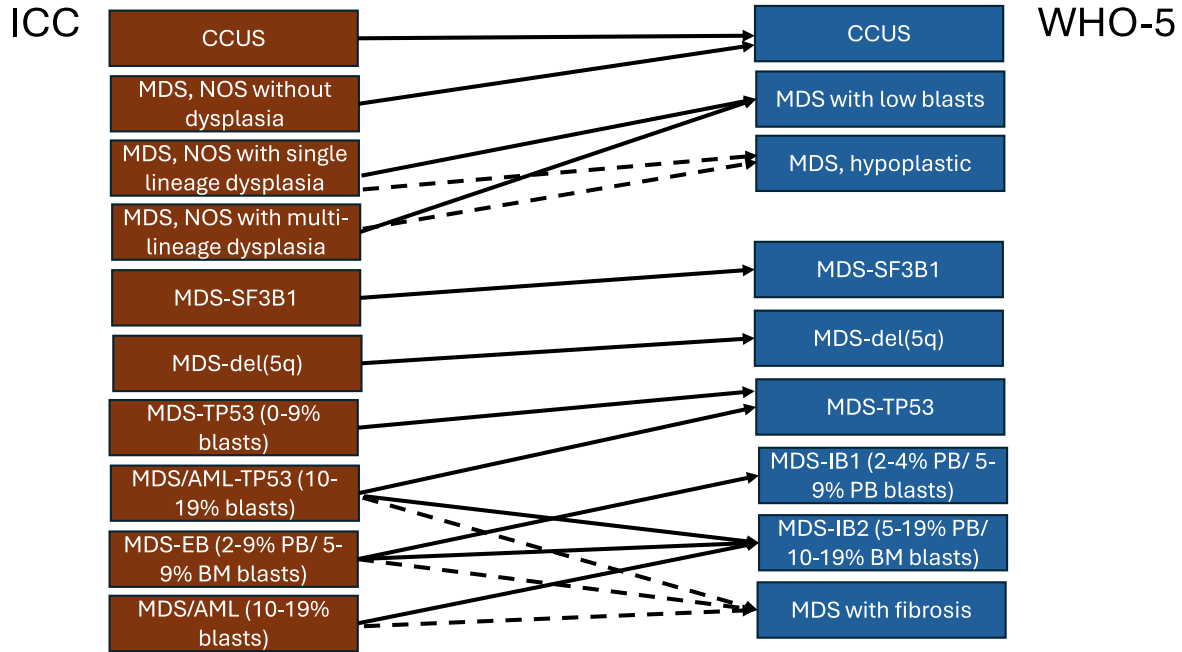 ICC
WHO-5
CCUS
MDS, NOS without
dysplasia
MDS, NOS with single
lineage dysplasia
MDS, NOS with multi-
lineage dysplasia
MDS-SF3B1
MDS-del(5q)
MDS-TP53 (0-9%
blasts)
MDS/AML-TP53 (10-
19% blasts)
MDS-EB (2-9% PB/ 5-
9% BM blasts)
MDS/AML (10-19%
blasts)
CCUS
MDS with low blasts
MDS, hypoplastic
MDS-SF3B1
MDS-del(5q)
MDS-TP53
MDS-IB1 (2-4% PB/ 5-
9% PB blasts)
MDS-IB2 (5-19% PB/
10-19% BM blasts)
MDS with fibrosis